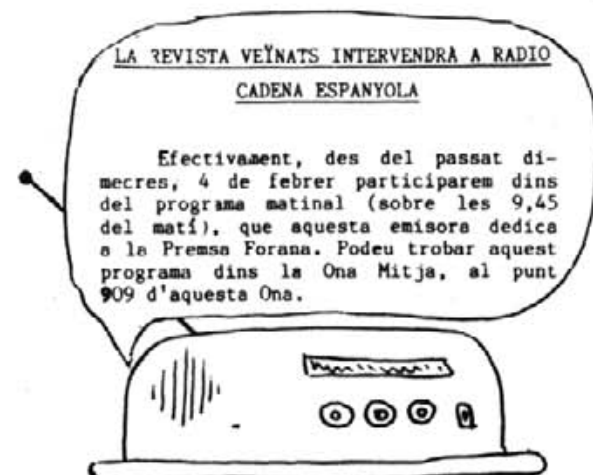 LA REVISTA VEÏNATS INTERVENDRÀ A RADIO
CADENA ESPANYOLA
Efectivament, des del passat di-
mecres, 4 de febrer participarem dins
del programa matinal (sobre les 9,45
del matí), que aquesta emisora dedica
a la Premsa Forana. Podeu trobar aquest
programa dins la Ona Mitja, al punt
909 d'aquesta Ona.